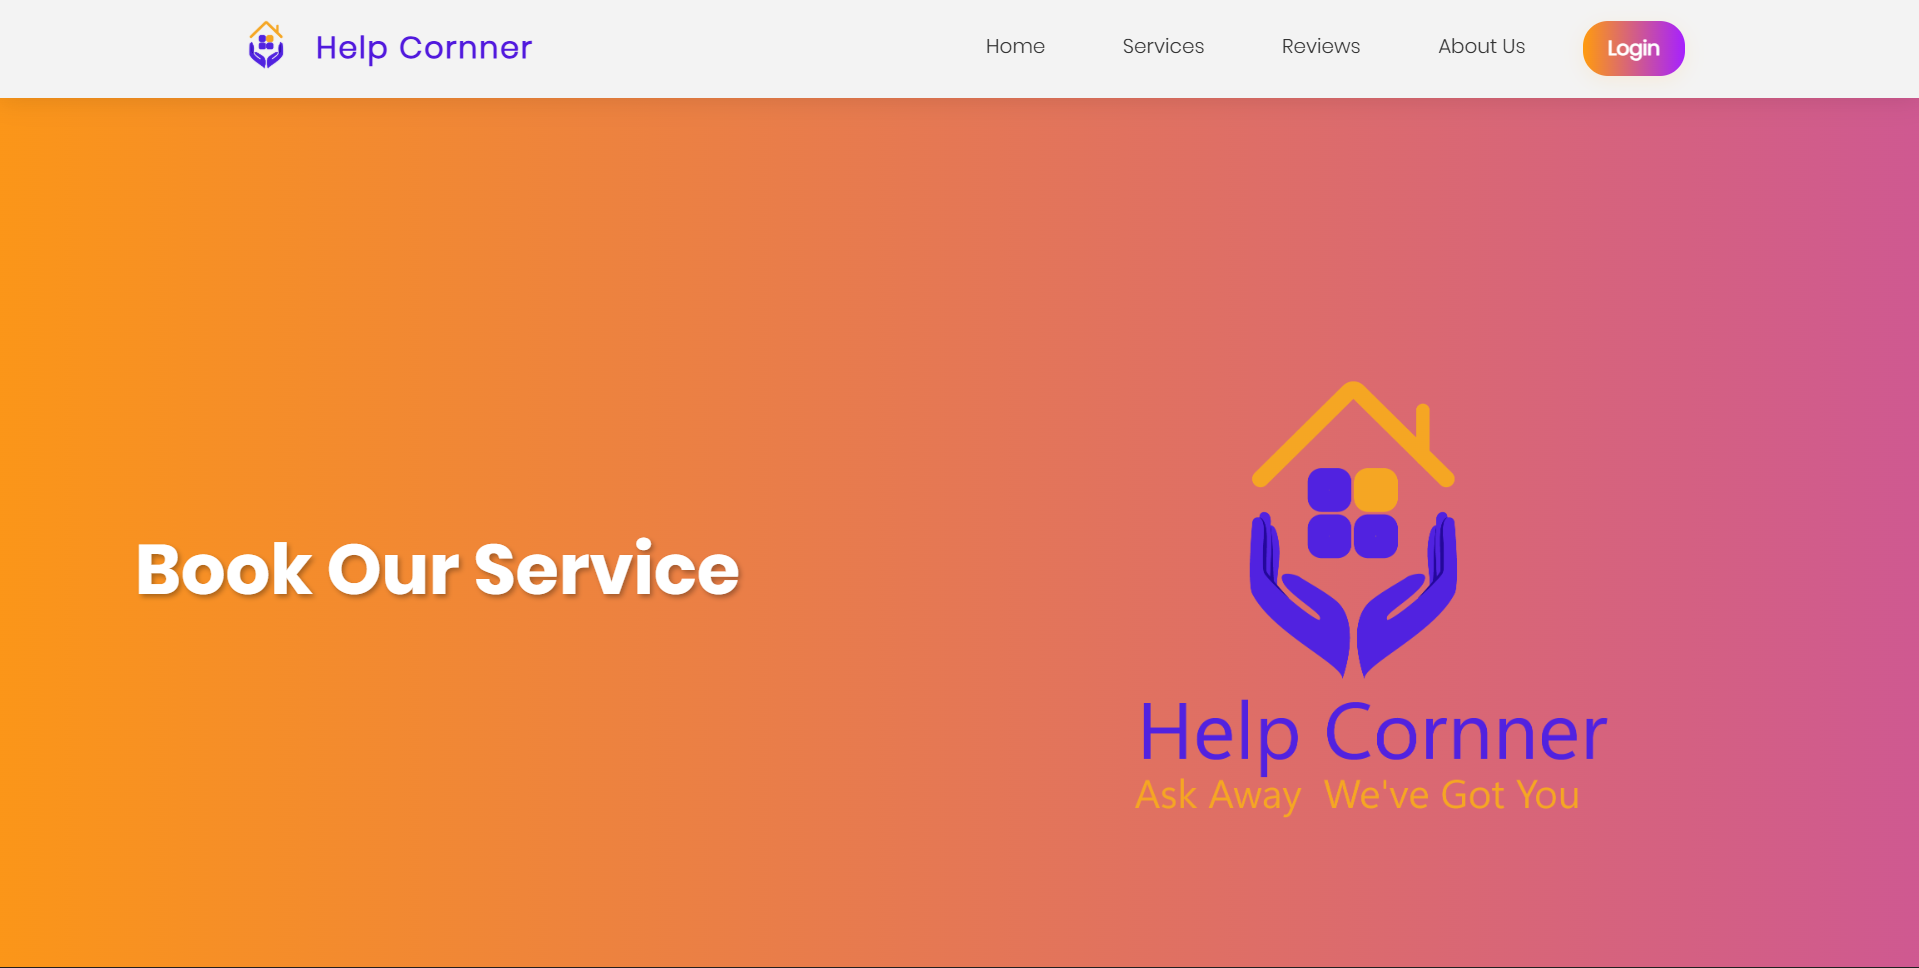 Help Cornner
Home
Services
Reviews
About Us
Login
Book Our Service
Help Cornner
Ask Away We've Got You